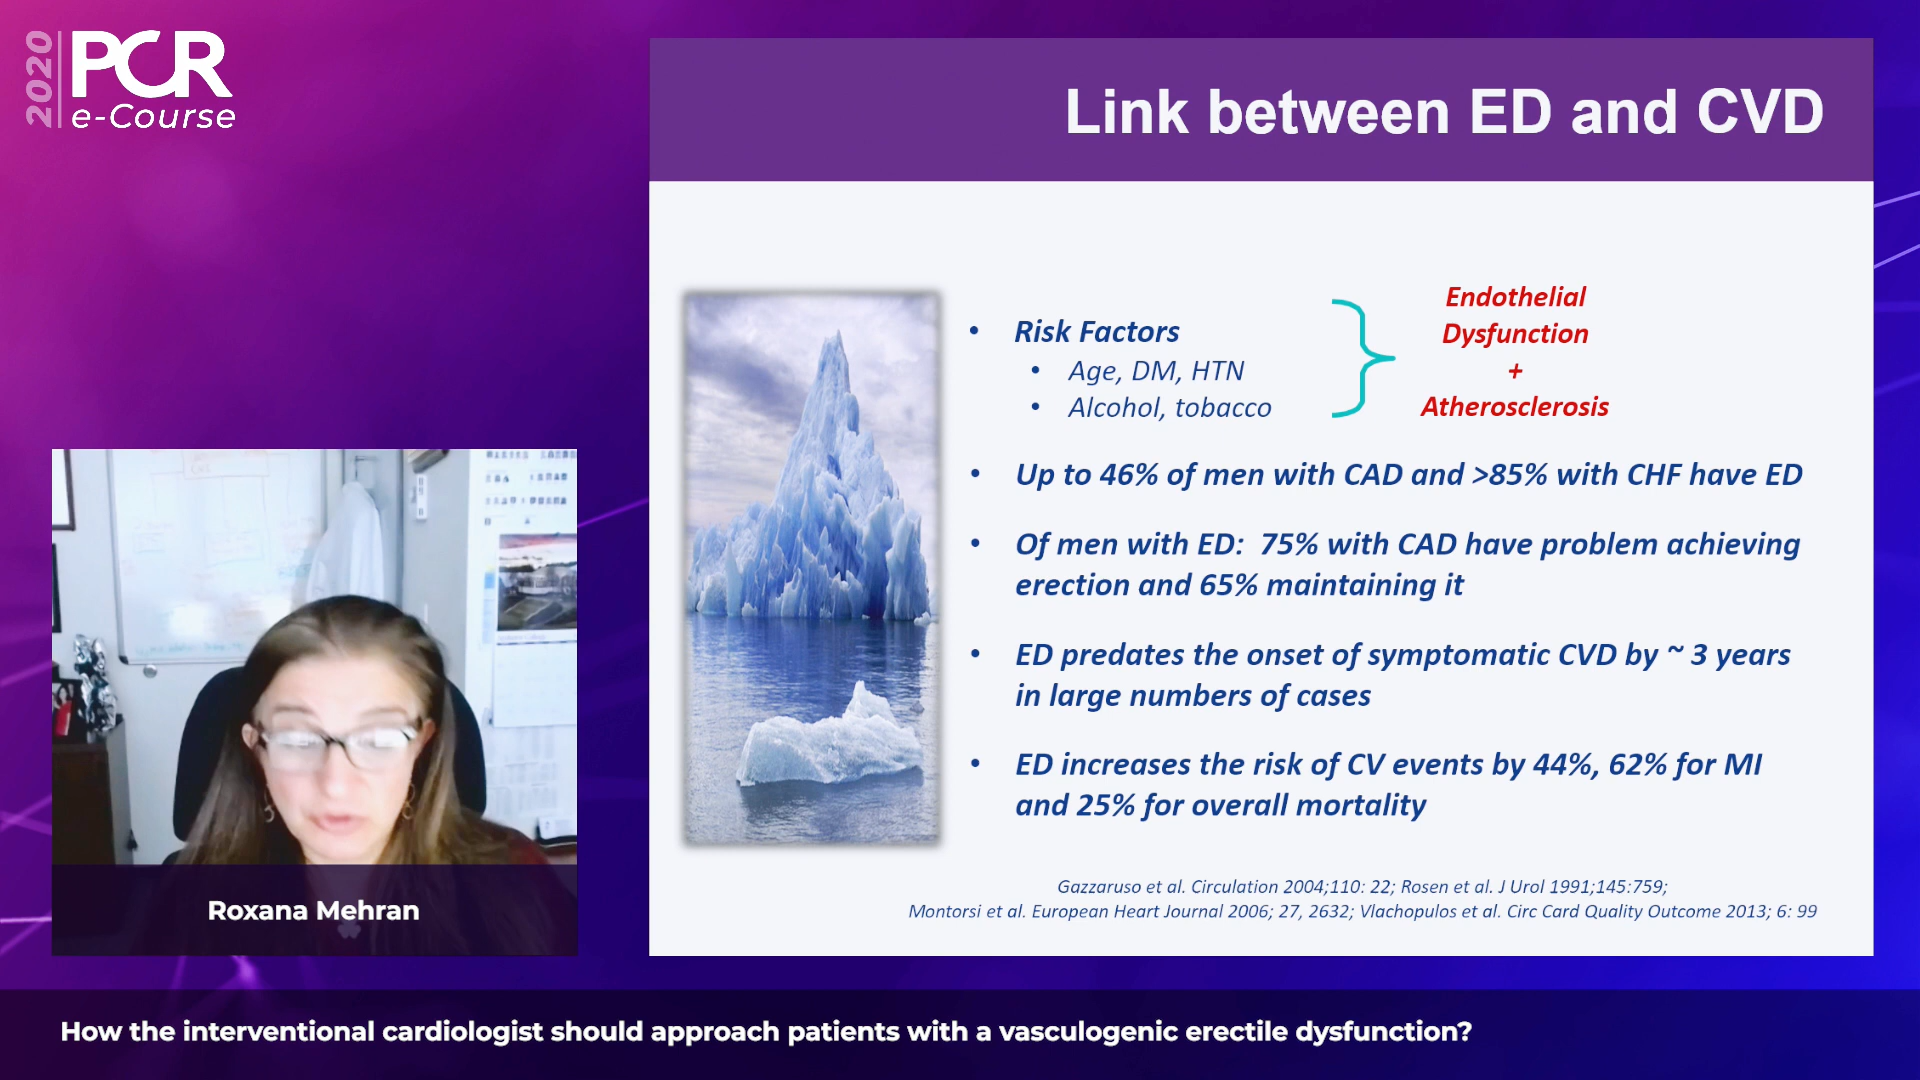 2020
PCR
e-Course
Link between ED and CVD
• Risk Factors
• Age, DM, HTN
• Alcohol, tobacco
Endothelial
Dysfunction
+
Atherosclerosis
• Up to 46% of men with CAD and >85% with CHF have ED
• Of men with ED: 75% with CAD have problem achieving
erection and 65% maintaining it
• ED predates the onset of symptomatic CVD by ~ 3 years
in large numbers of cases
• ED increases the risk of CV events by 44%, 62% for MI
and 25% for overall mortality
Gazzaruso et al. Circulation 2004;110: 22; Rosen et al. J Urol 1991;145:759;
Montorsi et al. European Heart Journal 2006; 27, 2632; Vlachopulos et al. Circ Card Quality Outcome 2013; 6: 99
Roxana Mehran
How the interventional cardiologist should approach patients with a vasculogenic erectile dysfunction?